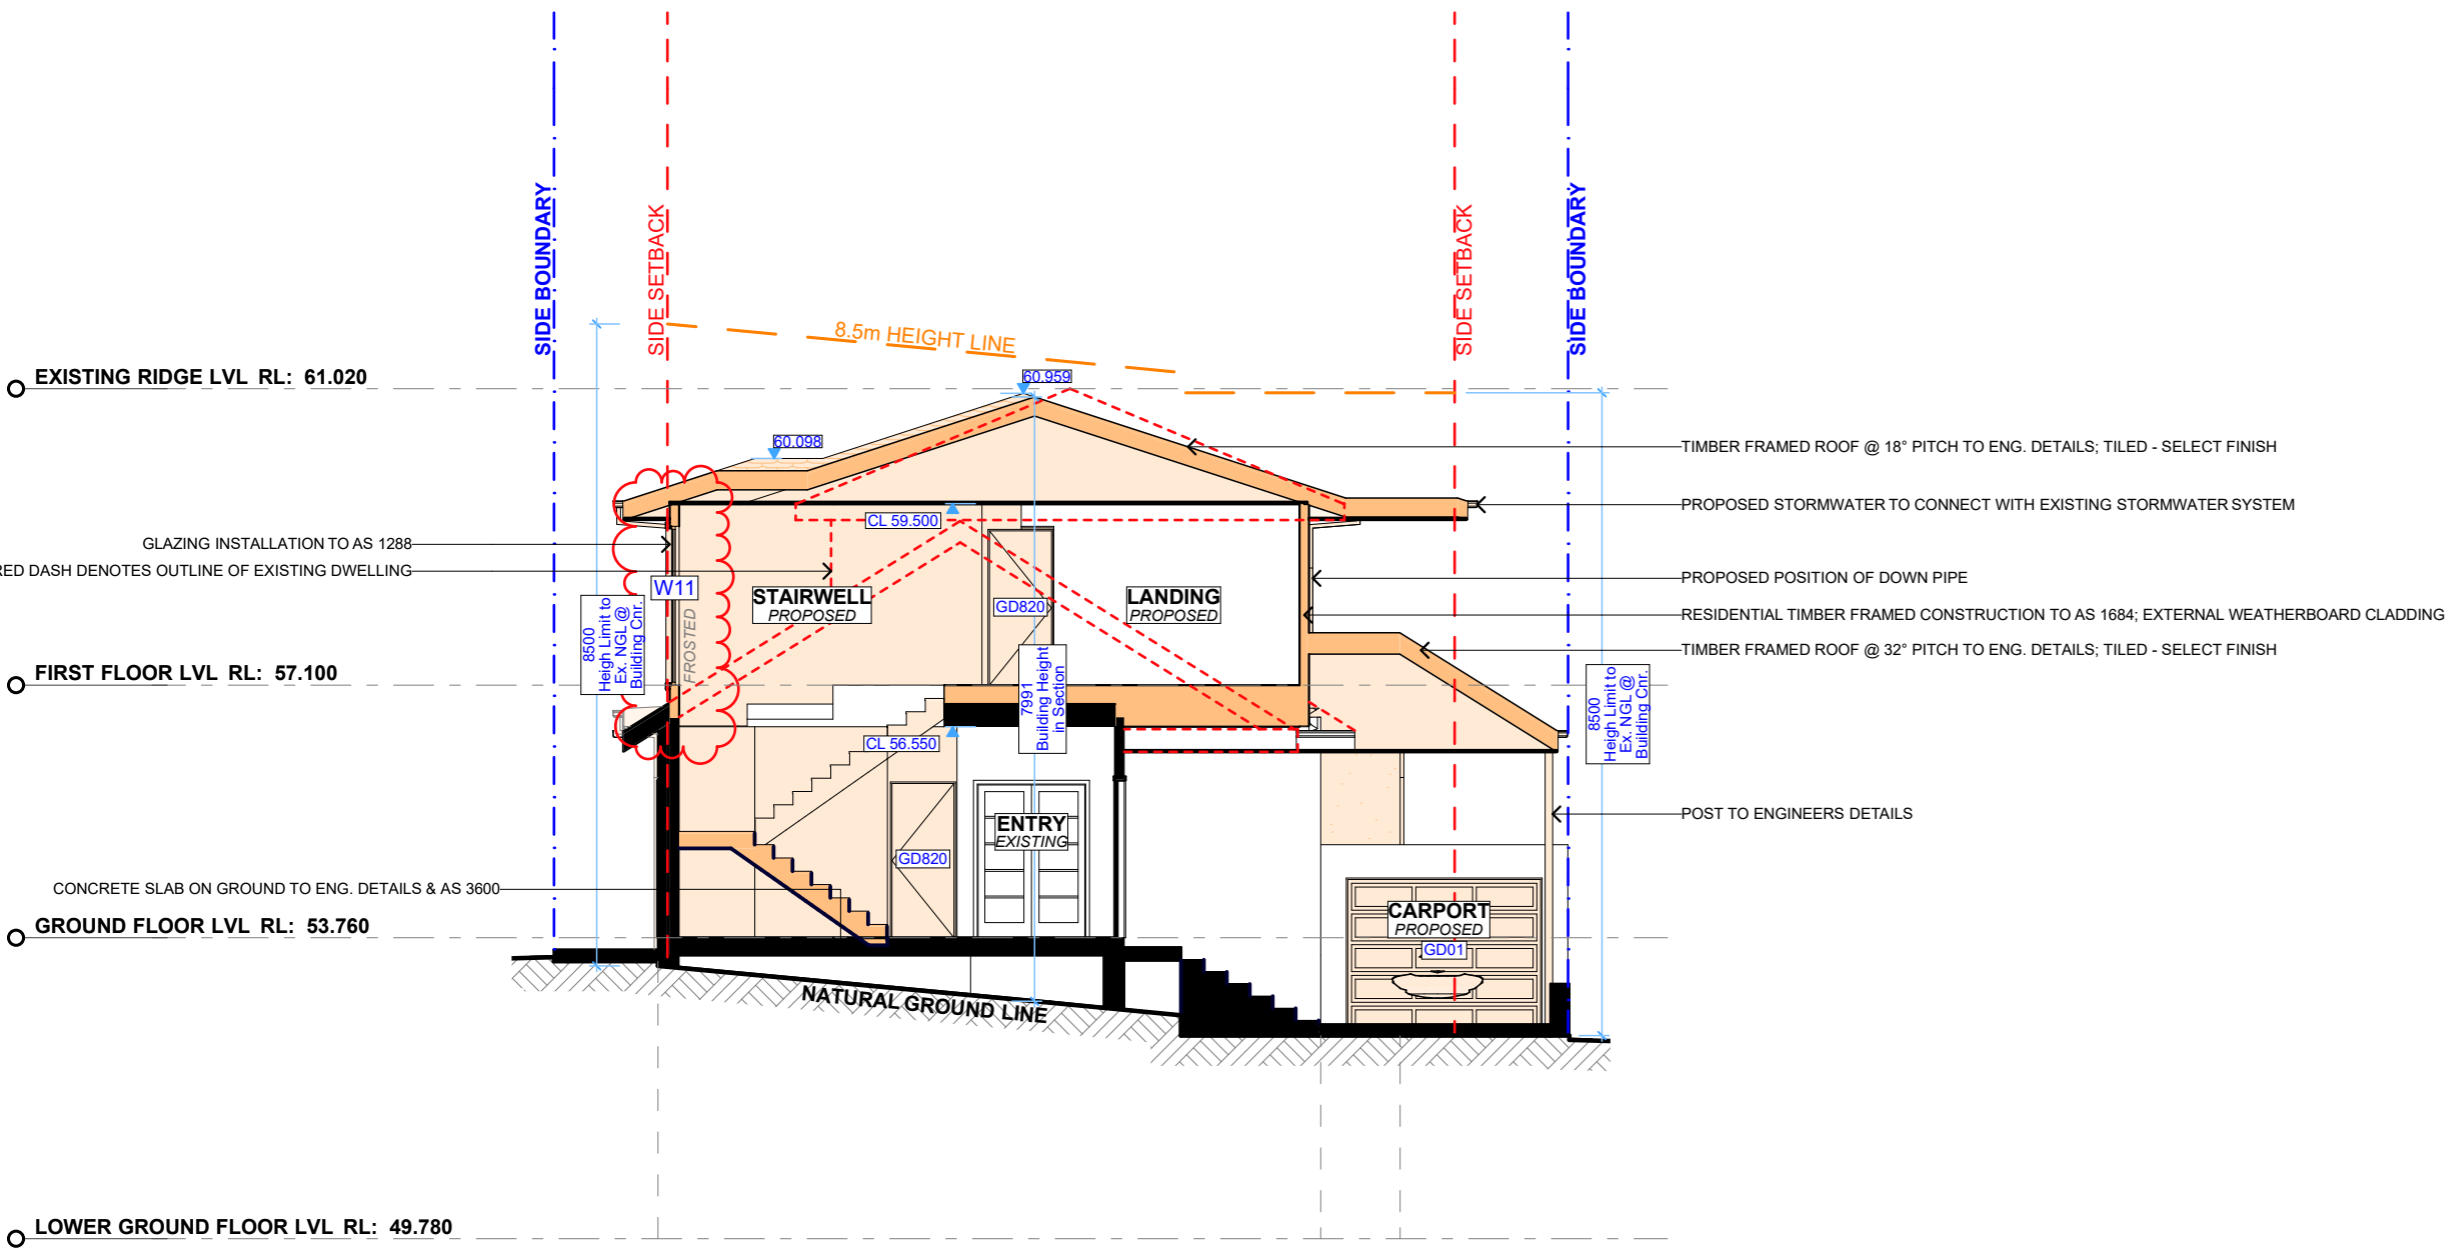 SIDE BOUNDARY
SIDE SETBACK
SIDE SETBACK
SIDE BOUNDARY
8.5m HEIGHT LINE
EXISTING RIDGE LVL RL: 61.020
60.959
60.098
TIMBER FRAMED ROOF @ 18° PITCH TO ENG. DETAILS; TILED - SELECT FINISH
PROPOSED STORMWATER TO CONNECT WITH EXISTING STORMWATER SYSTEM
CL 59.500
GLAZING INSTALLATION TO AS 1288
RED DASH DENOTES OUTLINE OF EXISTING DWELLING
PROPOSED POSITION OF DOWN PIPE
W11
STAIRWELL
PROPOSED
GD820
LANDING
PROPOSED
RESIDENTIAL TIMBER FRAMED CONSTRUCTION TO AS 1684; EXTERNAL WEATHERBOARD CLADDING
8500
Heigh Limit to
Ex. NGL @
Building Cnr.
FROSTED
TIMBER FRAMED ROOF @ 32° PITCH TO ENG. DETAILS; TILED - SELECT FINISH
FIRST FLOOR LVL RL: 57.100
7991
Building Height
in Section
8500
Heigh Limit to
Ex. NGL @
Building Cnr.
CL 56.550
POST TO ENGINEERS DETAILS
ENTRY
EXISTING
GD820
CONCRETE SLAB ON GROUND TO ENG. DETAILS & AS 3600
CARPORT
PROPOSED
GD01
GROUND FLOOR LVL RL: 53.760
NATURAL GROUND LINE
LOWER GROUND FLOOR LVL RL: 49.780